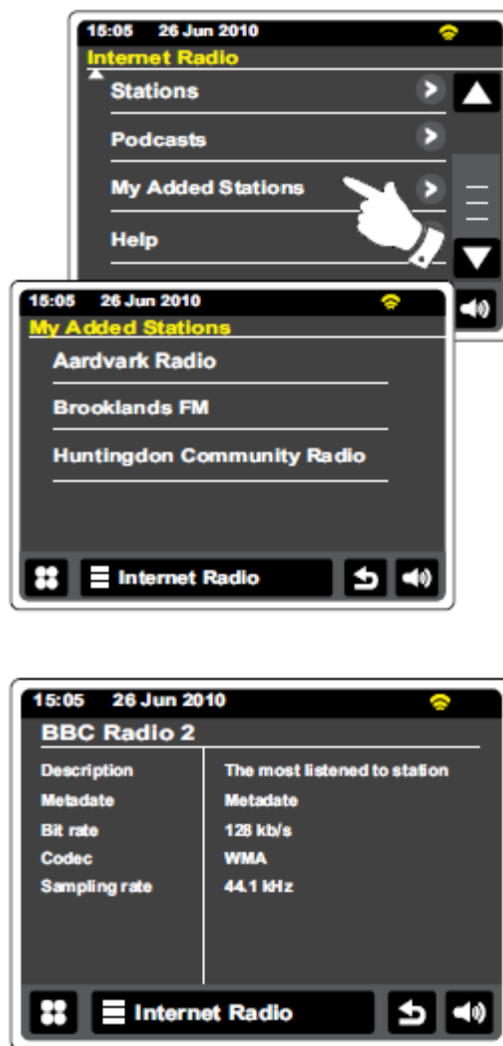 15:05 26 Jun 2010
Internet Radio
Stations
Podcasts
My Added Stations
Help
15:05 26 Jun 2010
My Added Stations
Aardvark Radio
Brooklands FM
Huntingdon Community Radio
Internet Radio
15:05 26 Jun 2010
BBC Radio 2
Description The most listened to station
Metadate Metadate
Bit rate 128 kb/s
Codec WMA
Sampling rate 44.1 kHz
Internet Radio